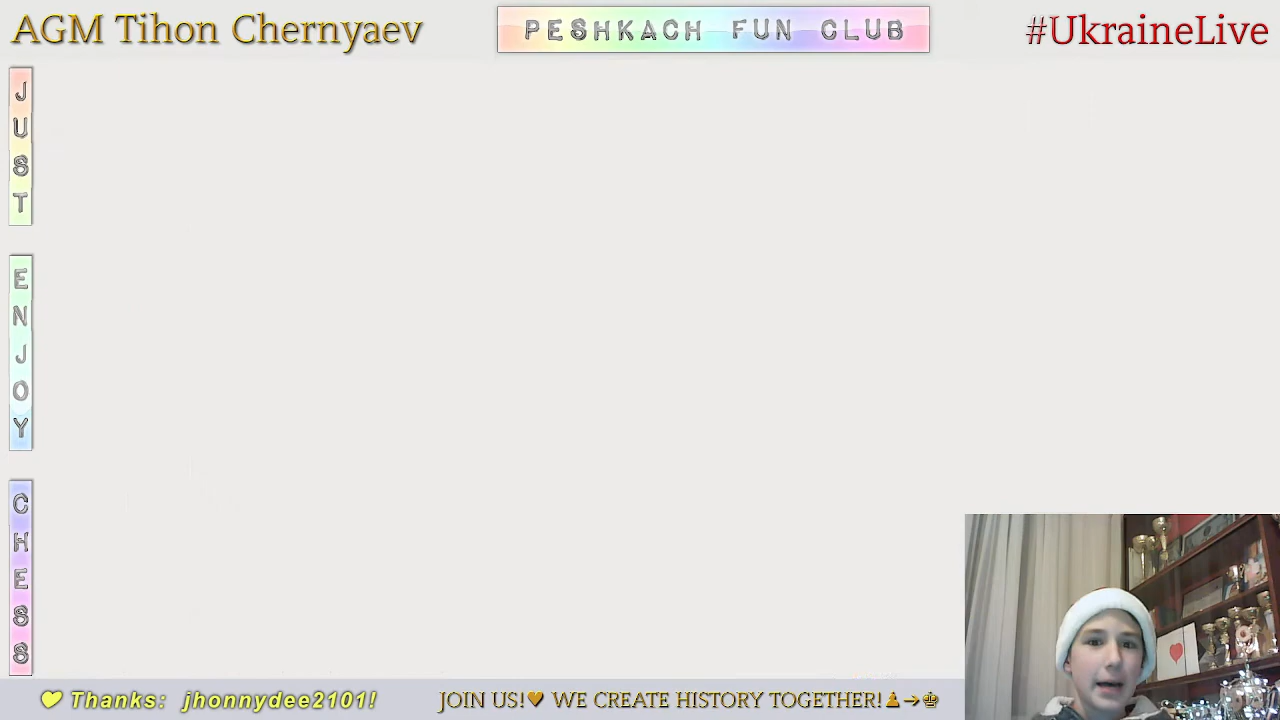 AGM Tihon Chernyaev
PESHKACH FUN CLUB
#UkraineLive
JUST
ENJOY
CHESS
💛 Thanks: jhonnydee2101!
JOIN US!🧡 WE CREATE HISTORY TOGETHER!♟→♚